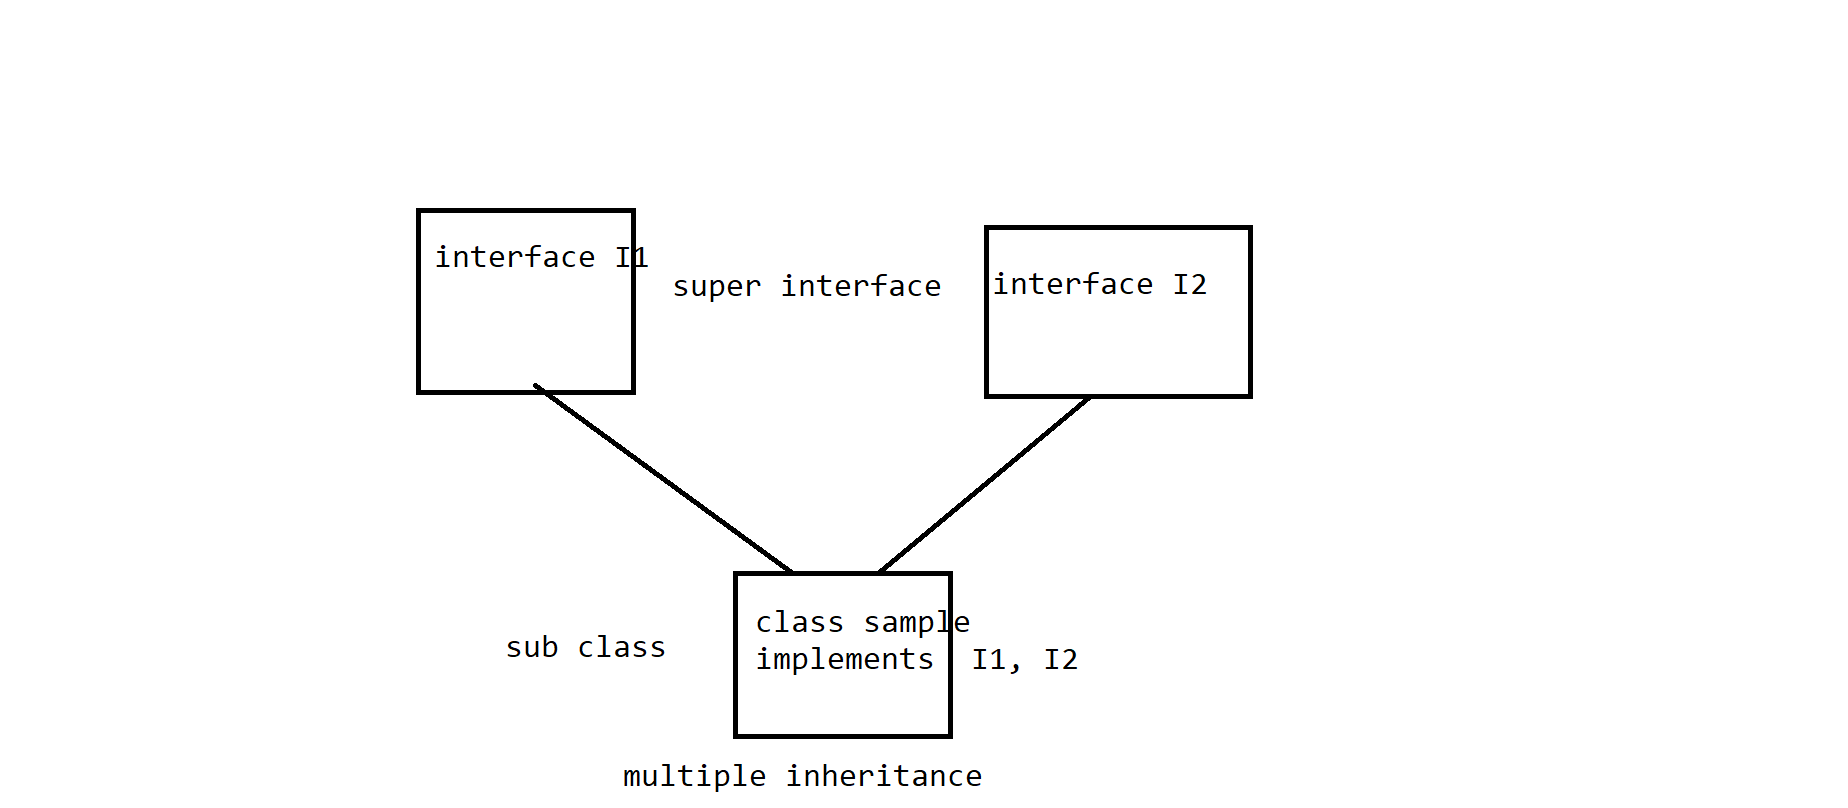 interface I1
super interface
interface I2
class sample
sub class
implements I1, I2
multiple inheritance